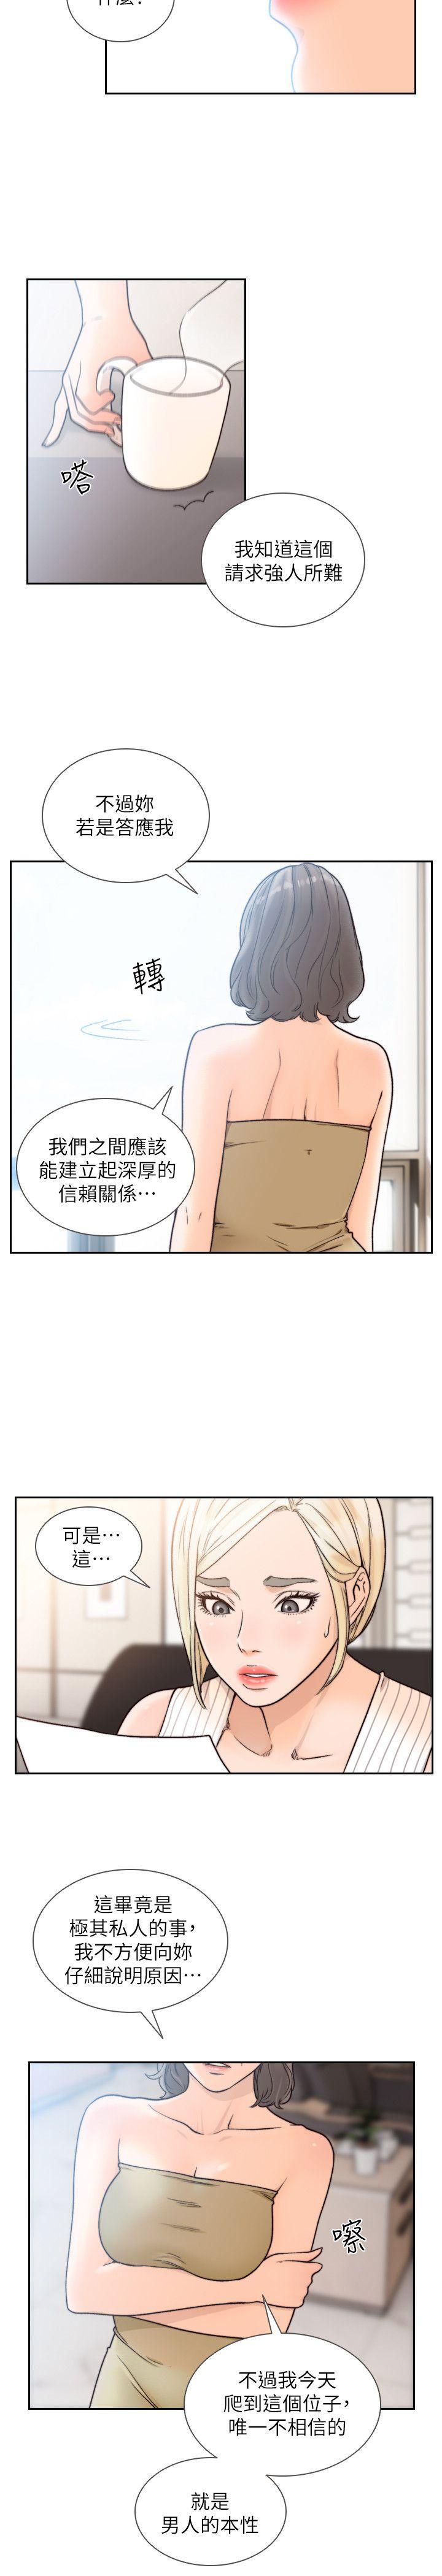 什麼?
嗒
我知道這個
請求強人所難
不過妳
若是答應我
轉
我們之間應該
能建立起深厚的
信賴關係…
可是…
這…
這畢竟是
極其私人的事,
我不方便向妳
仔細說明原因…
嚓
不過我今天
爬到這個位子,
唯一不相信的
就是
男人的本性